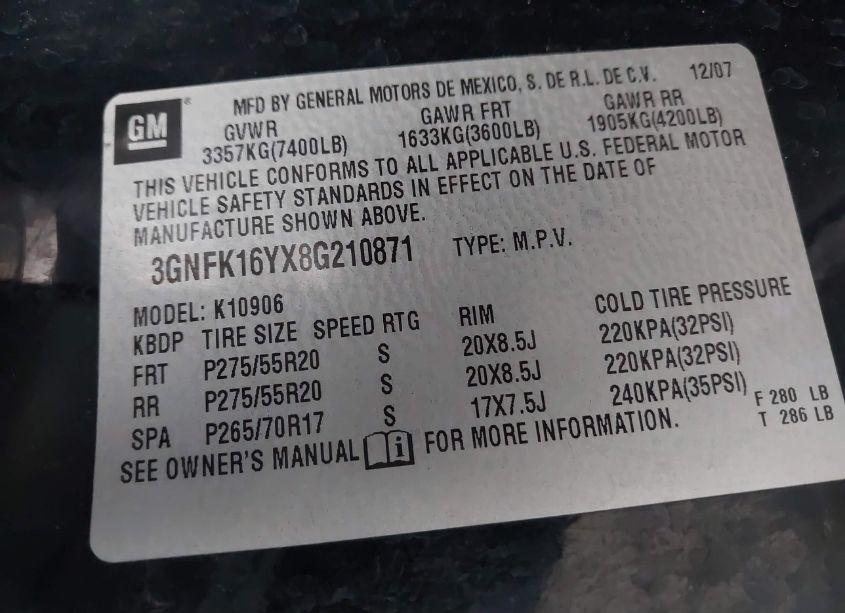 GM
MFD BY GENERAL MOTORS DE MEXICO, S. DE R.L. DE C.V. 12/07
GVWR GAWR FRT GAWR RR
3357KG(7400LB) 1633KG(3600LB) 1905KG(4200LB)
THIS VEHICLE CONFORMS TO ALL APPLICABLE U.S. FEDERAL MOTOR
VEHICLE SAFETY STANDARDS IN EFFECT ON THE DATE OF
MANUFACTURE SHOWN ABOVE.
3GNFK16YX8G210871 TYPE: M.P.V.
MODEL: K10906
KBDP TIRE SIZE SPEED RTG RIM COLD TIRE PRESSURE
FRT P275/55R20 S 20X8.5J 220KPA(32PSI)
RR P275/55R20 S 20X8.5J 220KPA(32PSI)
SPA P265/70R17 S 17X7.5J 240KPA(35PSI)
F 280 LB
T 286 LB
SEE OWNER'S MANUAL i FOR MORE INFORMATION.